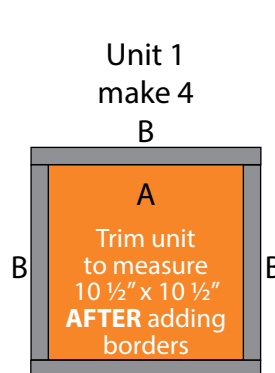 Unit 1
make 4
B
A
Trim unit
to measure
10 ½” x 10 ½”
AFTER adding
borders
B
B